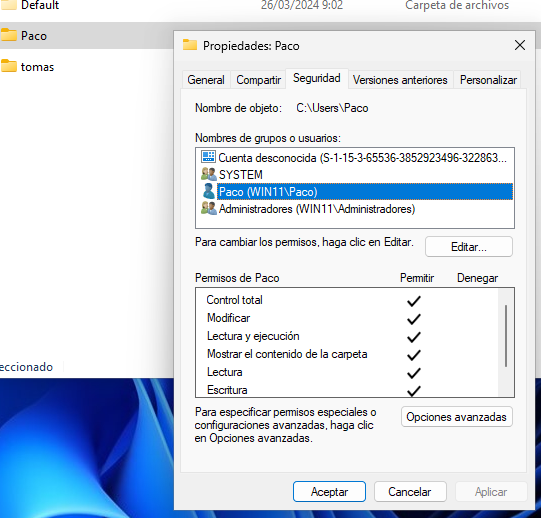 Default 26/03/2024 9:02 Carpeta de archivos
Paco
tomas
Propiedades: Paco
General Compartir Seguridad Versiones anteriores Personalizar
Nombre de objeto: C:\Users\Paco
Nombres de grupos o usuarios:
Cuenta desconocida (S-1-15-3-65536-3852923496-322863...
SYSTEM
Paco (WIN11\Paco)
Administradores (WIN11\Administradores)
Para cambiar los permisos, haga clic en Editar. Editar...
Permisos de Paco Permitir Denegar
Control total
Modificar
Lectura y ejecución
Mostrar el contenido de la carpeta
Lectura
Escritura
eccionado
Para especificar permisos especiales o
configuraciones avanzadas, haga clic
en Opciones avanzadas.
Opciones avanzadas
Aceptar Cancelar Aplicar